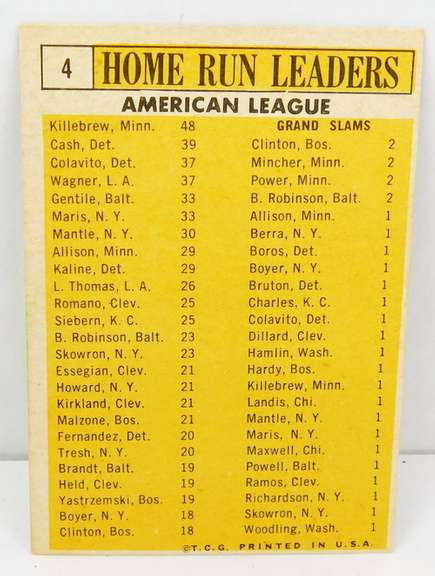 4 HOME RUN LEADERS
AMERICAN LEAGUE
Killebrew, Minn. 48
Cash, Det. 39
Colavito, Det. 37
Wagner, L. A. 37
Gentile, Balt. 33
Maris, N. Y. 33
Mantle, N. Y. 30
Allison, Minn. 29
Kaline, Det. 29
L. Thomas, L. A. 26
Romano, Clev. 25
Siebern, K. C. 25
B. Robinson, Balt. 23
Skowron, N. Y. 23
Essegian, Clev. 21
Howard, N. Y. 21
Kirkland, Clev. 21
Malzone, Bos. 21
Fernandez, Det. 20
Tresh, N. Y. 20
Brandt, Balt. 19
Held, Clev. 19
Yastrzemski, Bos. 19
Boyer, N. Y. 18
Clinton, Bos. 18
GRAND SLAMS
Clinton, Bos. 2
Mincher, Minn. 2
Power, Minn. 2
B. Robinson, Balt. 2
Allison, Minn. 1
Berra, N. Y. 1
Boros, Det. 1
Boyer, N. Y. 1
Bruton, Det. 1
Charles, K. C. 1
Colavito, Det. 1
Dillard, Clev. 1
Hamlin, Wash. 1
Hardy, Bos. 1
Killebrew, Minn. 1
Landis, Chi. 1
Mantle, N. Y. 1
Maris, N. Y. 1
Maxwell, Chi. 1
Powell, Balt. 1
Ramos, Clev. 1
Richardson, N. Y. 1
Skowron, N. Y. 1
Woodling, Wash. 1
©T.C.G. PRINTED IN U.S.A.